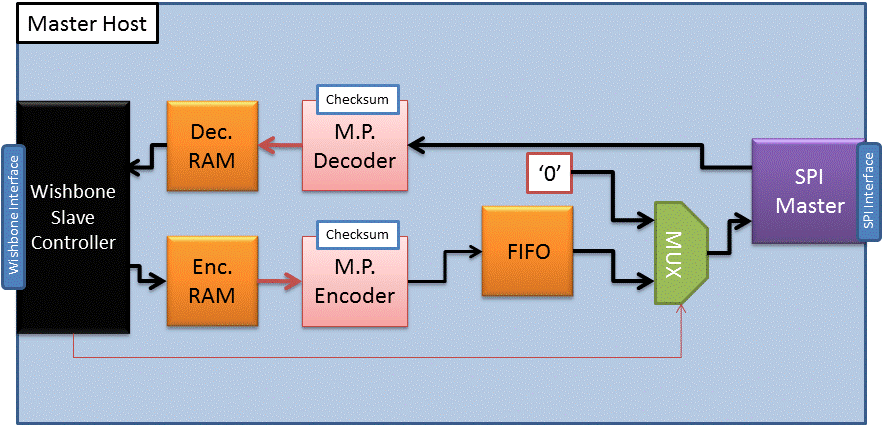 Master Host
Wishbone Interface
Wishbone
Slave
Controller
Dec.
RAM
Checksum
M.P.
Decoder
‘0’
SPI
Master
SPI Interface
Enc.
RAM
Checksum
M.P.
Encoder
FIFO
MUX